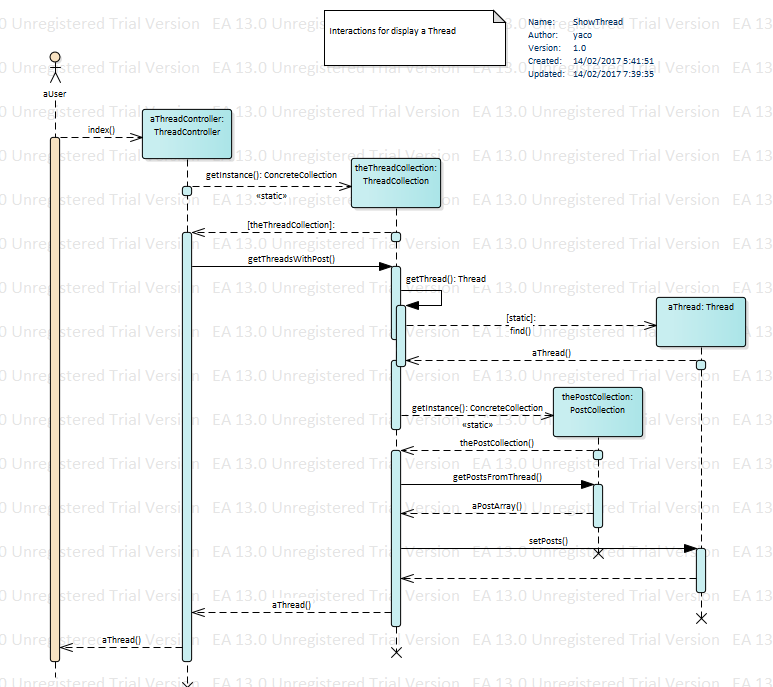 Interactions for display a Thread
Name: ShowThread
Author: yaco
Version: 1.0
Created: 14/02/2017 5:41:51
Updated: 14/02/2017 7:39:35
aUser
index()
aThreadController:
ThreadController
getInstance(): ConcreteCollection
«static»
theThreadCollection:
ThreadCollection
[theThreadCollection]:
getThreadsWithPost()
getThread(): Thread
[static]:
find()
aThread: Thread
aThread()
getInstance(): ConcreteCollection
«static»
thePostCollection:
PostCollection
thePostCollection()
getPostsFromThread()
aPostArray()
setPosts()
aThread()
aThread()
EA 13.0 Unregistered Trial Version